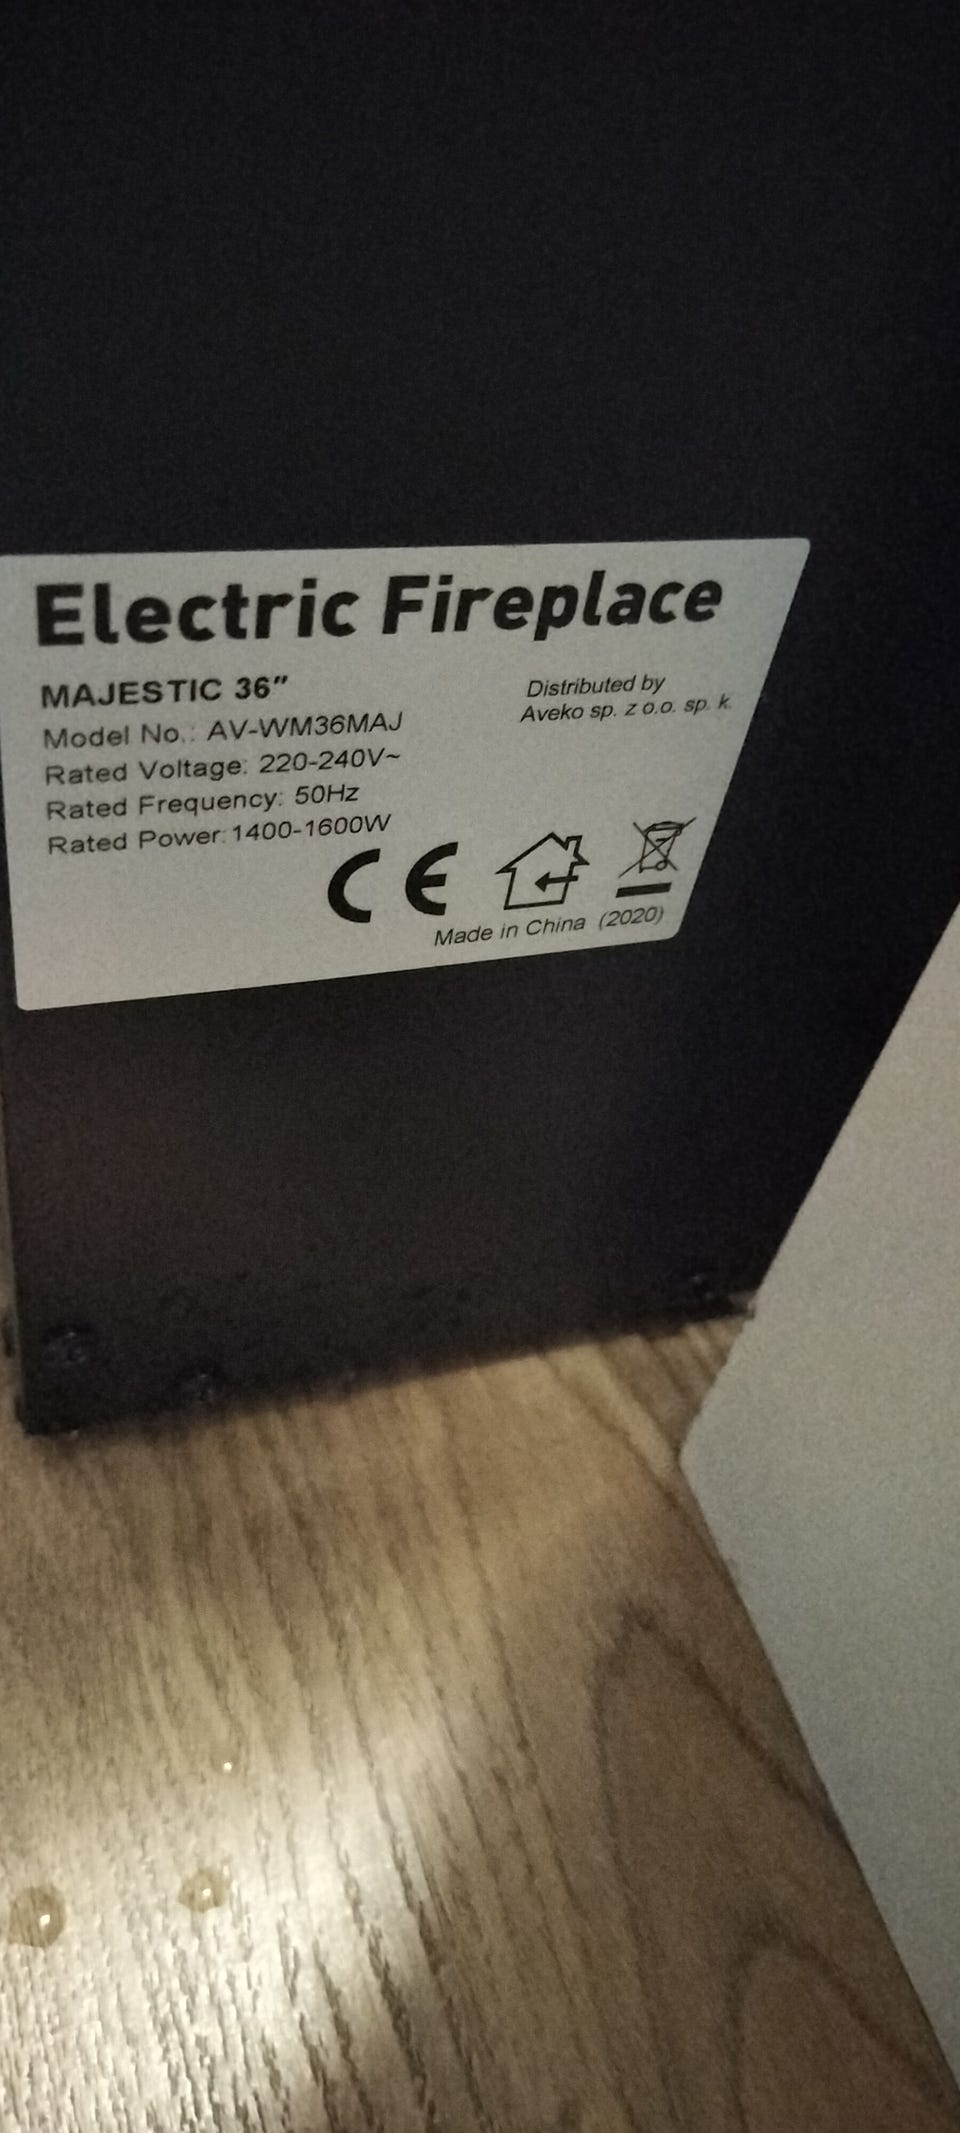 Electric Fireplace
MAJESTIC 36″
Model No.: AV-WM36MAJ
Rated Voltage: 220-240V~
Rated Frequency: 50Hz
Rated Power:1400-1600W
Distributed by
Aveko sp. z o.o. sp. k.
CE
Made in China (2020)